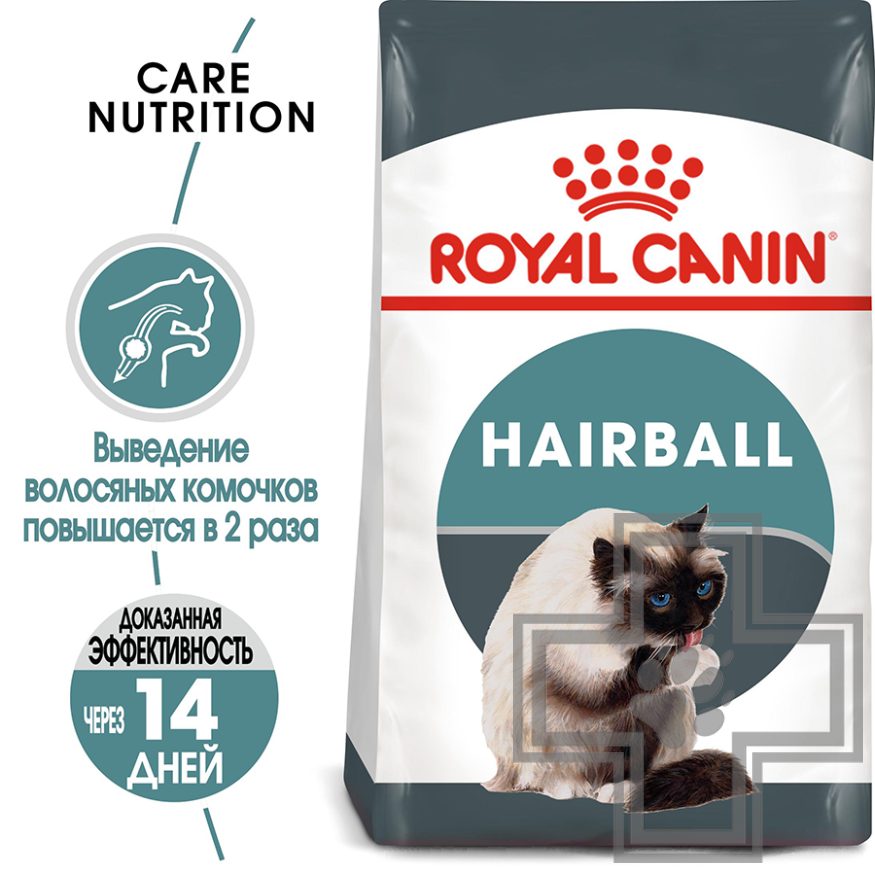 CARE
NUTRITION
Выведение
волосяных комочков
повышается в 2 раза
ДОКАЗАННАЯ
ЭФФЕКТИВНОСТЬ
ЧЕРЕЗ 14
ДНЕЙ
ROYAL CANIN®
HAIRBALL